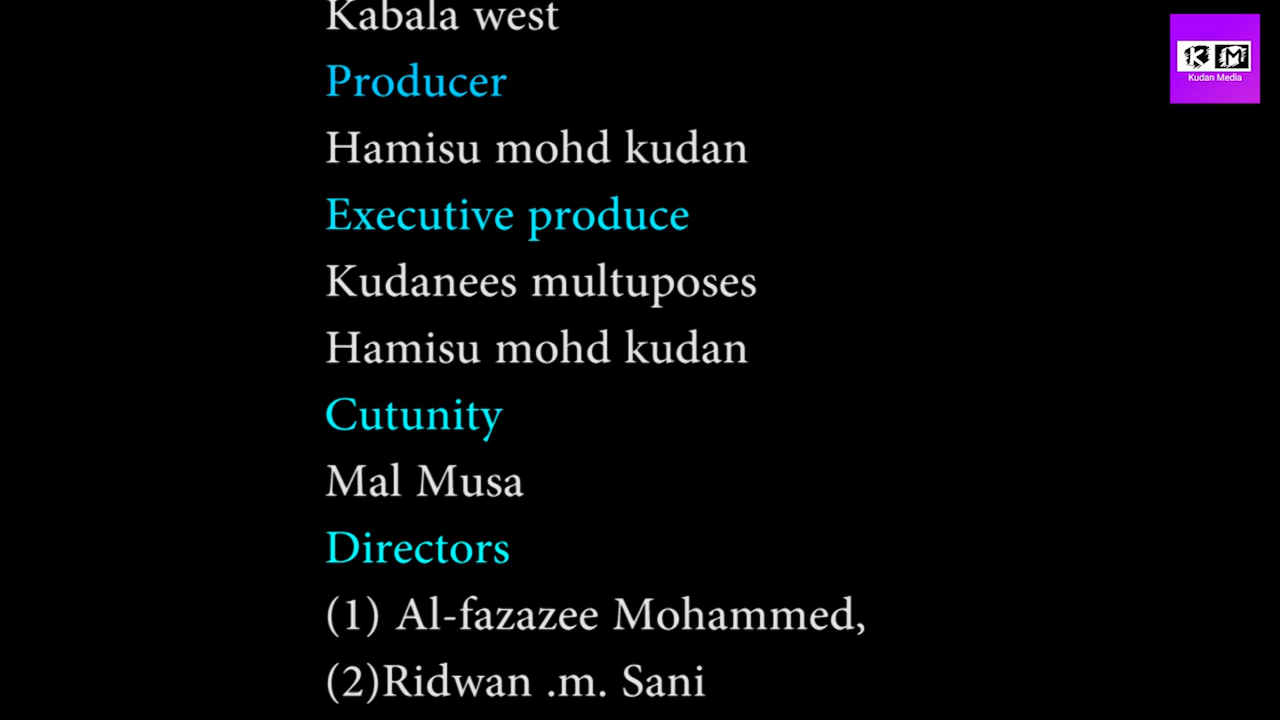 Kabala west
Producer
Hamisu mohd kudan
Executive produce
Kudanees multuposes
Hamisu mohd kudan
Cutunity
Mal Musa
Directors
(1) Al-fazazee Mohammed,
(2)Ridwan .m. Sani
K M
Kudan Media